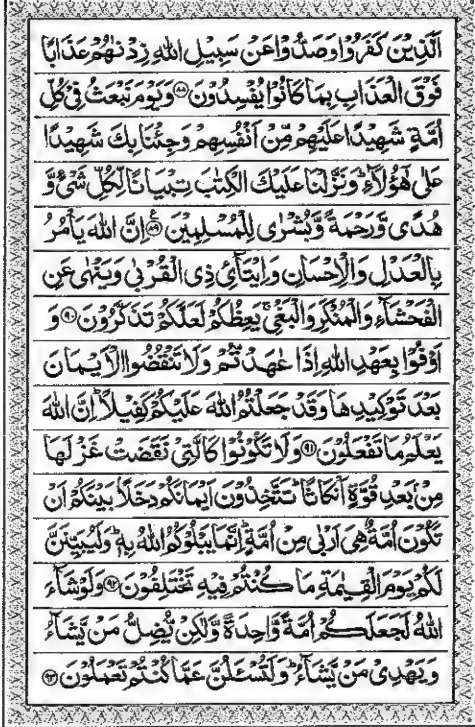 اَلَّذِيْنَ كَفَرُوْا وَصَدُّوْا عَنْ سَبِيْلِ اللّٰهِ زِدْنٰهُمْ عَذَابًا
فَوْقَ الْعَذَابِ بِمَا كَانُوْا يُفْسِدُوْنَ ۸۸ وَيَوْمَ نَبْعَثُ فِيْ كُلِّ
اُمَّةٍ شَهِيْدًا عَلَيْهِمْ مِّنْ اَنْفُسِهِمْ وَجِئْنَا بِكَ شَهِيْدًا
عَلٰى هٰٓؤُلَآءِ ؕ وَنَزَّلْنَا عَلَيْكَ الْكِتٰبَ تِبْيَانًا لِّكُلِّ شَيْءٍ وَّ
هُدًى وَّرَحْمَةً وَّبُشْرٰى لِلْمُسْلِمِيْنَ ۸۹ اِنَّ اللّٰهَ يَاْمُرُ
بِالْعَدْلِ وَالْاِحْسَانِ وَاِيْتَآئِ ذِي الْقُرْبٰى وَيَنْهٰى عَنِ
الْفَحْشَآءِ وَالْمُنْكَرِ وَالْبَغْيِ ۚ يَعِظُكُمْ لَعَلَّكُمْ تَذَكَّرُوْنَ ۹۰ وَ
اَوْفُوْا بِعَهْدِ اللّٰهِ اِذَا عٰهَدْتُّمْ وَلَا تَنْقُضُوا الْاَيْمَانَ
بَعْدَ تَوْكِيْدِهَا وَقَدْ جَعَلْتُمُ اللّٰهَ عَلَيْكُمْ كَفِيْلًا ؕ اِنَّ اللّٰهَ
يَعْلَمُ مَا تَفْعَلُوْنَ ۹۱ وَلَا تَكُوْنُوْا كَالَّتِيْ نَقَضَتْ غَزْلَهَا
مِنْۢ بَعْدِ قُوَّةٍ اَنْكَاثًا ؕ تَتَّخِذُوْنَ اَيْمَانَكُمْ دَخَلًاۢ بَيْنَكُمْ اَنْ
تَكُوْنَ اُمَّةٌ هِيَ اَرْبٰى مِنْ اُمَّةٍ ؕ اِنَّمَا يَبْلُوْكُمُ اللّٰهُ بِهٖ ؕ وَلَيُبَيِّنَنَّ
لَكُمْ يَوْمَ الْقِيٰمَةِ مَا كُنْتُمْ فِيْهِ تَخْتَلِفُوْنَ ۹۲ وَلَوْ شَآءَ
اللّٰهُ لَجَعَلَكُمْ اُمَّةً وَّاحِدَةً وَّلٰكِنْ يُّضِلُّ مَنْ يَّشَآءُ
وَيَهْدِيْ مَنْ يَّشَآءُ ؕ وَلَتُسْـَٔلُنَّ عَمَّا كُنْتُمْ تَعْمَلُوْنَ ۹۳